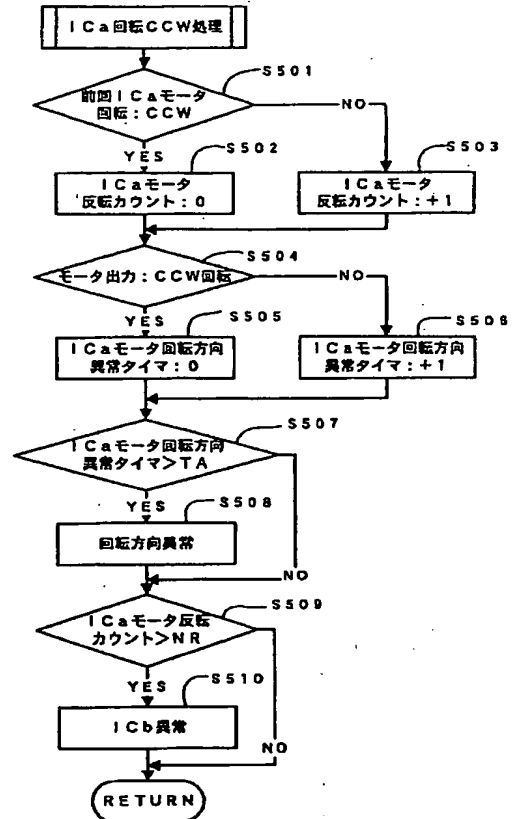 ICa回転CCW処理
S501
前回ICaモータ
回転:CCW
NO
YES
S502
S503
ICaモータ
反転カウント:0
ICaモータ
反転カウント:+1
S504
モータ出力:CCW回転
NO
YES
S505
S506
ICaモータ回転方向
異常タイマ:0
ICaモータ回転方向
異常タイマ:+1
S507
ICaモータ回転方向
異常タイマ>TA
YES
S508
回転方向異常
NO
S509
ICaモータ反転
カウント>NR
YES
S510
ICb異常
NO
RETURN